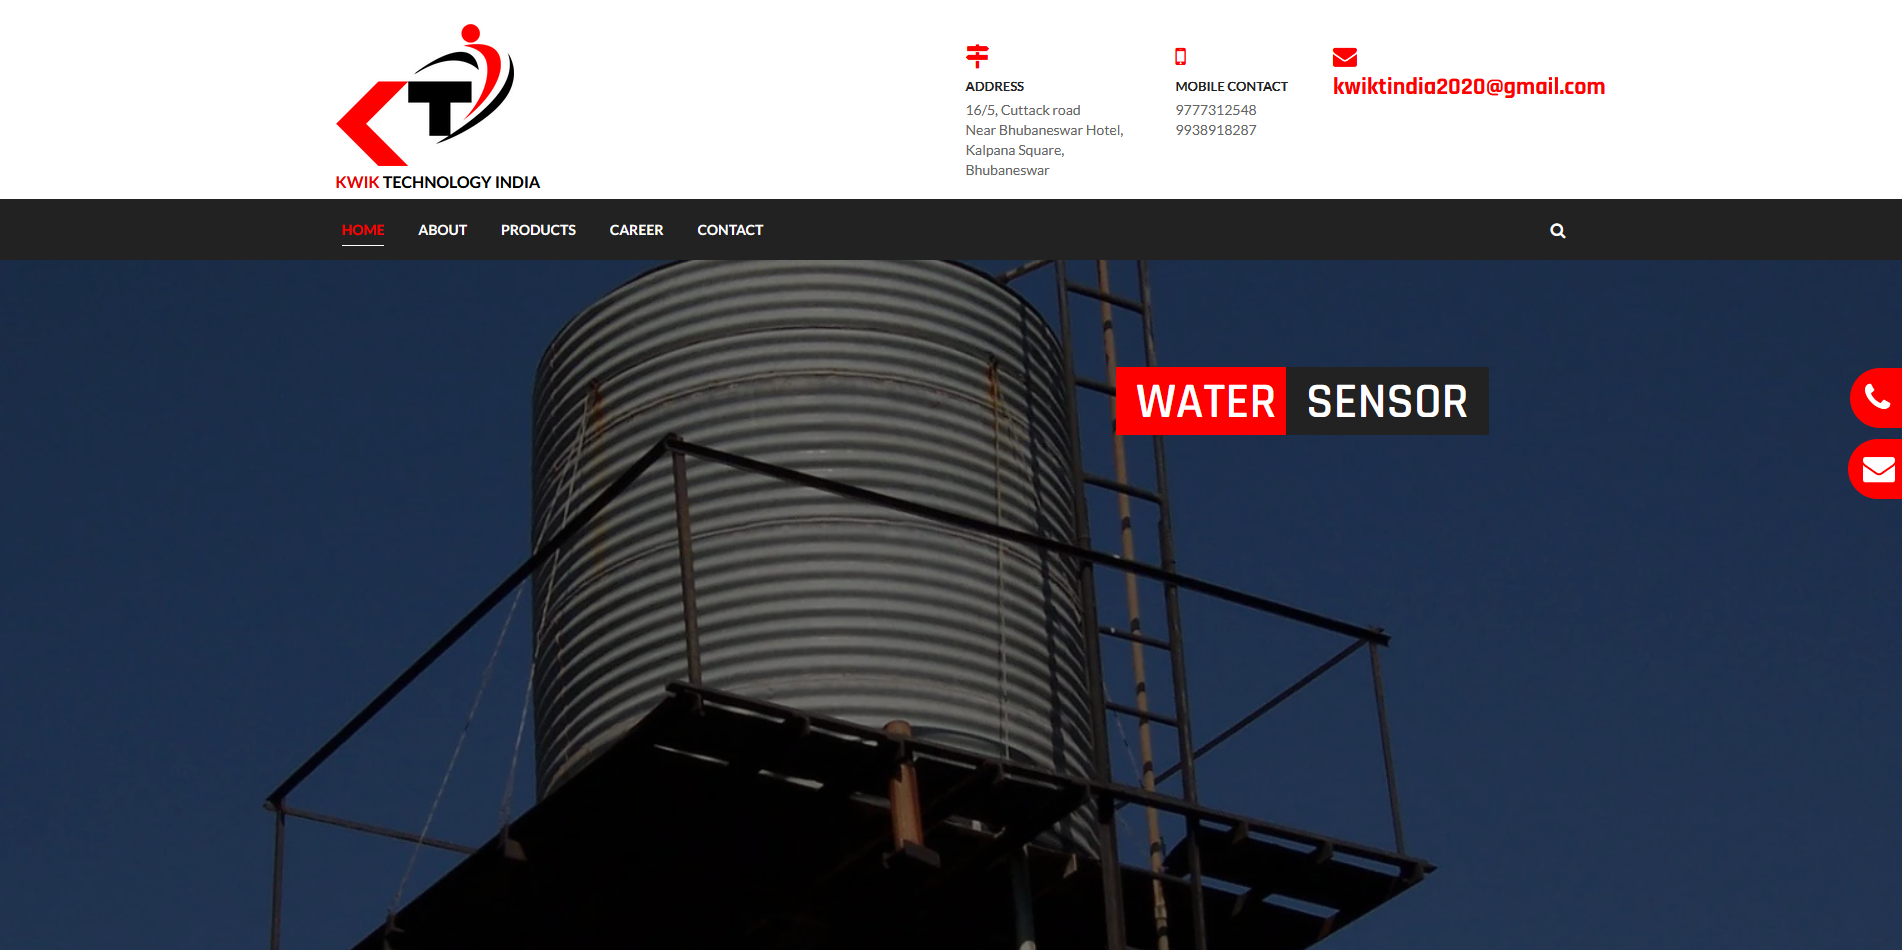 KT
KWIK TECHNOLOGY INDIA
ADDRESS
16/5, Cuttack road
Near Bhubaneswar Hotel,
Kalpana Square,
Bhubaneswar
MOBILE CONTACT
9777312548
9938918287
kwiktindia2020@gmail.com
HOME ABOUT PRODUCTS CAREER CONTACT
WATER SENSOR